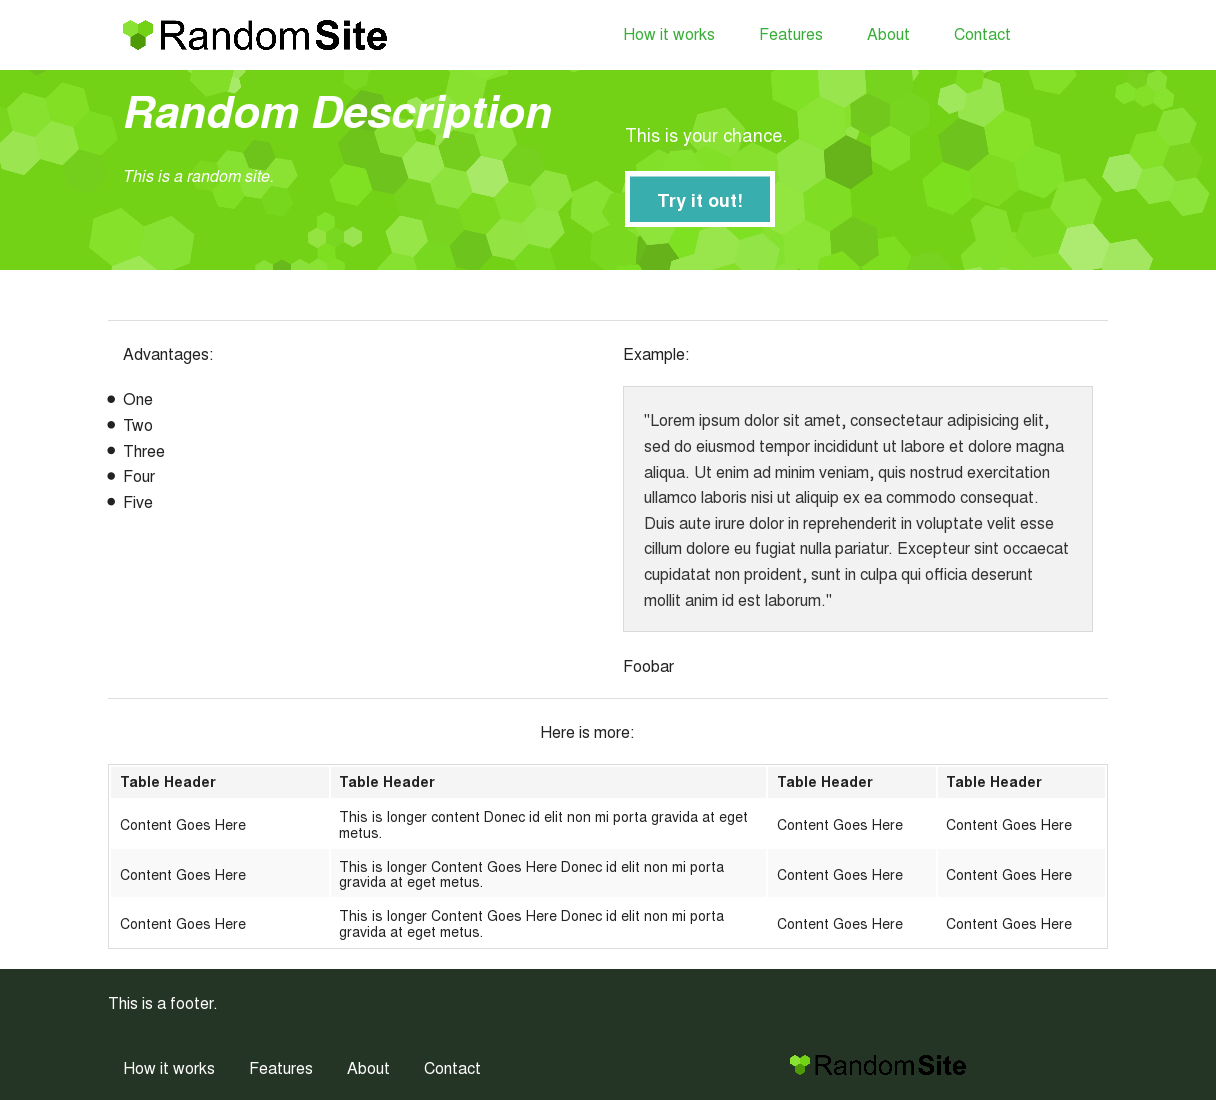 RandomSite
How it works Features About Contact
Random Description
This is a random site.
This is your chance.
Try it out!
Advantages:
One
Two
Three
Four
Five
Example:
"Lorem ipsum dolor sit amet, consectetaur adipisicing elit,
sed do eiusmod tempor incididunt ut labore et dolore magna
aliqua. Ut enim ad minim veniam, quis nostrud exercitation
ullamco laboris nisi ut aliquip ex ea commodo consequat.
Duis aute irure dolor in reprehenderit in voluptate velit esse
cillum dolore eu fugiat nulla pariatur. Excepteur sint occaecat
cupidatat non proident, sunt in culpa qui officia deserunt
mollit anim id est laborum."
Foobar
Here is more:
Table Header Table Header Table Header Table Header
Content Goes Here This is longer content Donec id elit non mi porta gravida at eget
metus. Content Goes Here Content Goes Here
Content Goes Here This is longer Content Goes Here Donec id elit non mi porta
gravida at eget metus. Content Goes Here Content Goes Here
Content Goes Here This is longer Content Goes Here Donec id elit non mi porta
gravida at eget metus. Content Goes Here Content Goes Here
This is a footer.
How it works Features About Contact
RandomSite